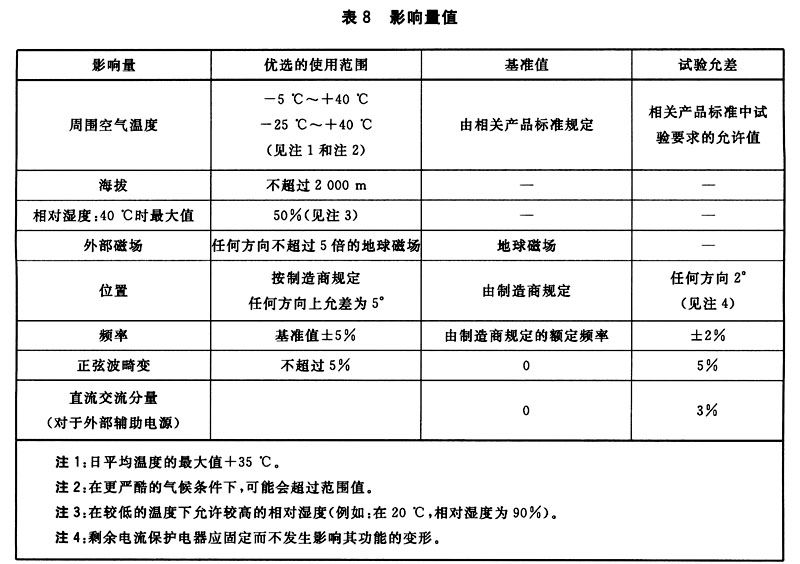 表 8 影响量值
影响量 优选的使用范围 基准值 试验允差
周围空气温度
－5 ℃～＋40 ℃
－25 ℃～＋40 ℃
(见注 1 和注 2)
由相关产品标准规定
相关产品标准中试
验要求的允许值
海拔 不超过 2 000 m — —
相对湿度:40 ℃时最大值 50%(见注 3) — —
外部磁场 任何方向不超过 5 倍的地球磁场 地球磁场 —
位置
按制造商规定
任何方向上允差为 5°
由制造商规定
任何方向 2°
(见注 4)
频率 基准值±5% 由制造商规定的额定频率 ±2%
正弦波畸变 不超过 5% 0 5%
直流交流分量
(对于外部辅助电源)
0 3%
注 1:日平均温度的最大值＋35 ℃。
注 2:在更严酷的气候条件下,可能会超过范围值。
注 3:在较低的温度下允许较高的相对湿度(例如:在 20 ℃,相对湿度为 90%)。
注 4:剩余电流保护电器应固定而不发生影响其功能的变形。